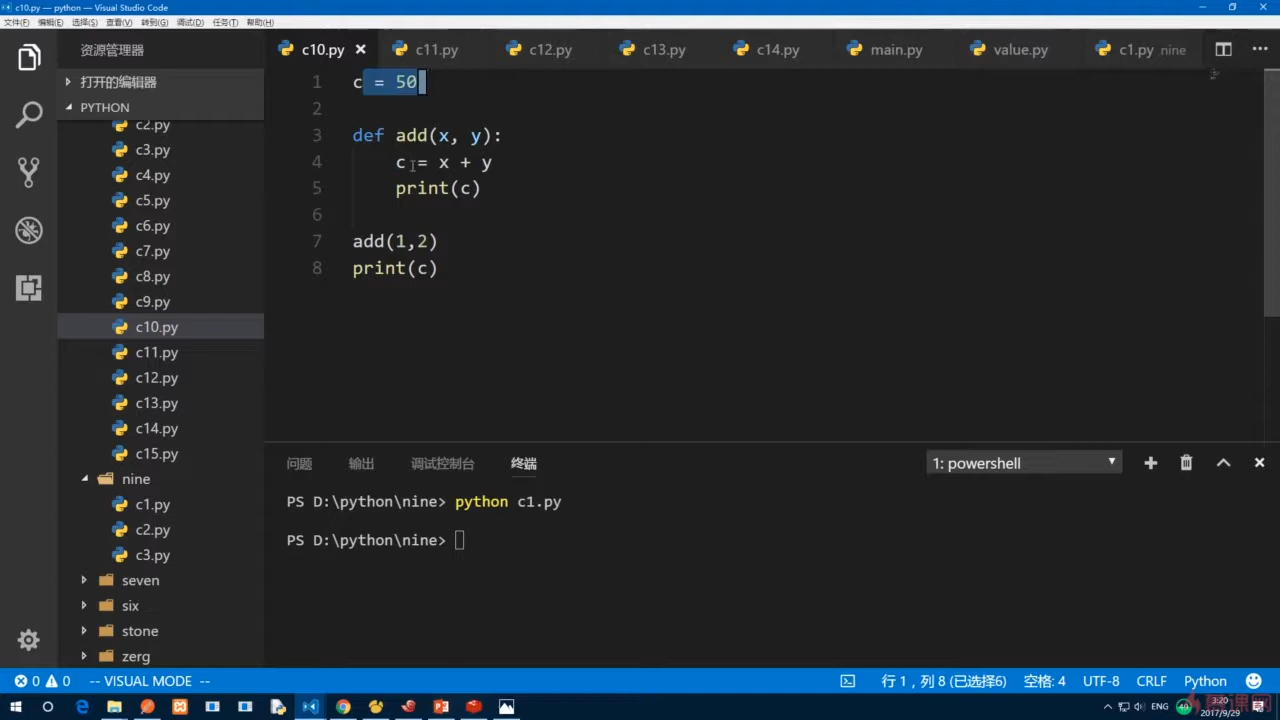 c10.py — python — Visual Studio Code
文件(F) 编辑(E) 选择(S) 查看(V) 转到(G) 调试(D) 任务(T) 帮助(H)
资源管理器
c10.py c11.py c12.py c13.py c14.py main.py value.py c1.py nine
打开的编辑器
PYTHON
c2.py
c3.py
c4.py
c5.py
c6.py
c7.py
c8.py
c9.py
c10.py
c11.py
c12.py
c13.py
c14.py
c15.py
nine
c1.py
c2.py
c3.py
seven
six
stone
zerg
1 c = 50
2
3 def add(x, y):
4     c = x + y
5     print(c)
6
7 add(1,2)
8 print(c)
问题 输出 调试控制台 终端 1: powershell
PS D:\python\nine> python c1.py
PS D:\python\nine>
0 0 -- VISUAL MODE -- 行 1，列 8 (已选择6) 空格: 4 UTF-8 CRLF Python
ENG 3:20
2017/9/29